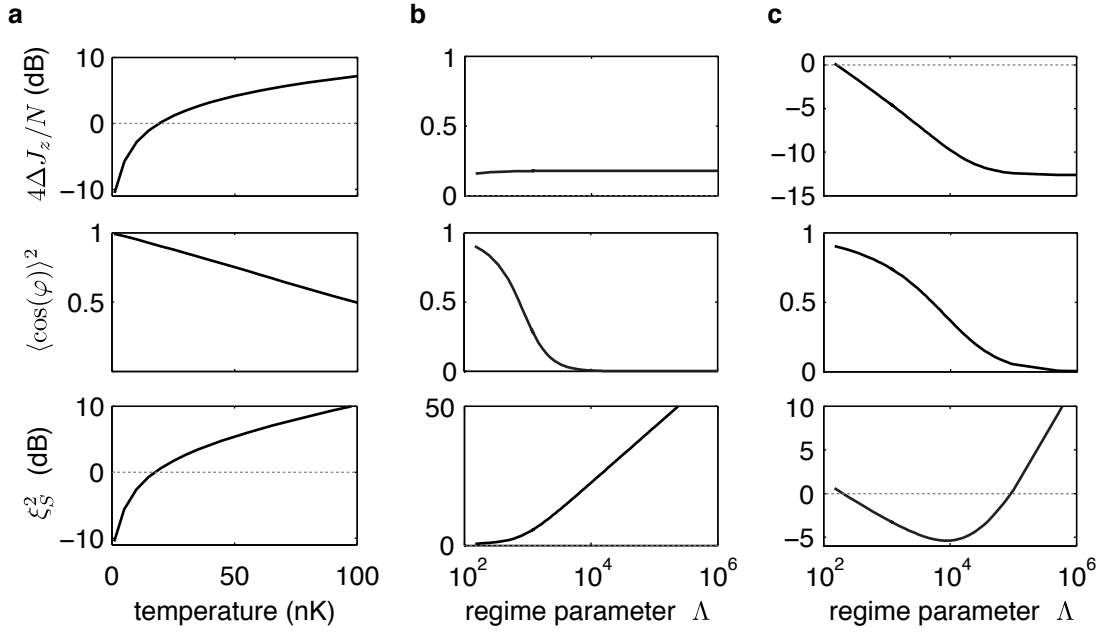 a
b
c
4ΔJz/N (dB)
10
0
−10
1
0.5
0
0
−5
−10
−15
⟨cos(φ)⟩²
1
0.5
1
0.5
0
1
0.5
0
ξ²S (dB)
10
0
−10
50
0
10
5
0
−5
0 50 100
10² 10⁴ 10⁶
10² 10⁴ 10⁶
temperature (nK)
regime parameter Λ
regime parameter Λ